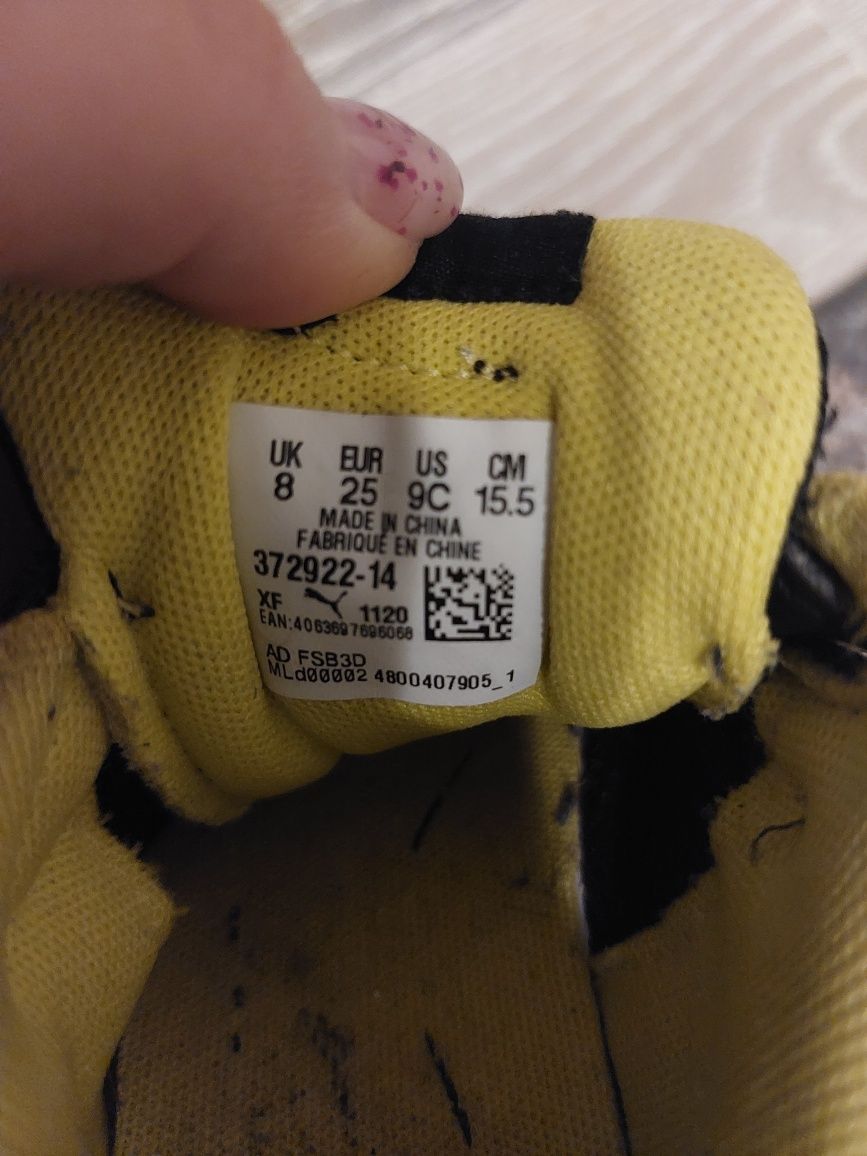 UK EUR US CM
8 25 9C 15.5
MADE IN CHINA
FABRIQUÉ EN CHINE
372922-14
XF 1120
EAN:4063697696068
AD FSB3D
MLd00002 4800407905_1